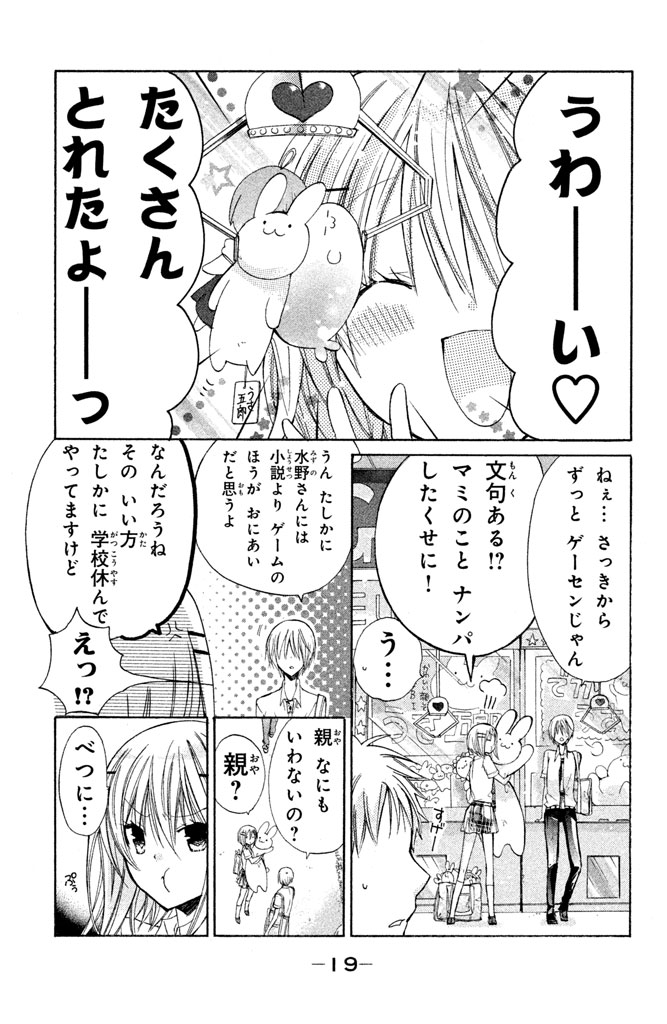 うわーーい♡
たくさん
とれたよーーっ
うさ
五郎
ねぇ…さっきから
ずっと ゲーセンじゃん
文句ある!?
マミのこと ナンパ
したくせに!
う…
うさ五郎
すげー
うん たしかに
水野さんには
小説より ゲームの
ほうが おにあい
だと思うよ
なんだろうね
その いい方
たしかに 学校休んで
やってますけど
えっ!?
親 なにも
いわないの?
親?
べつに…
ぷぅ
—19—